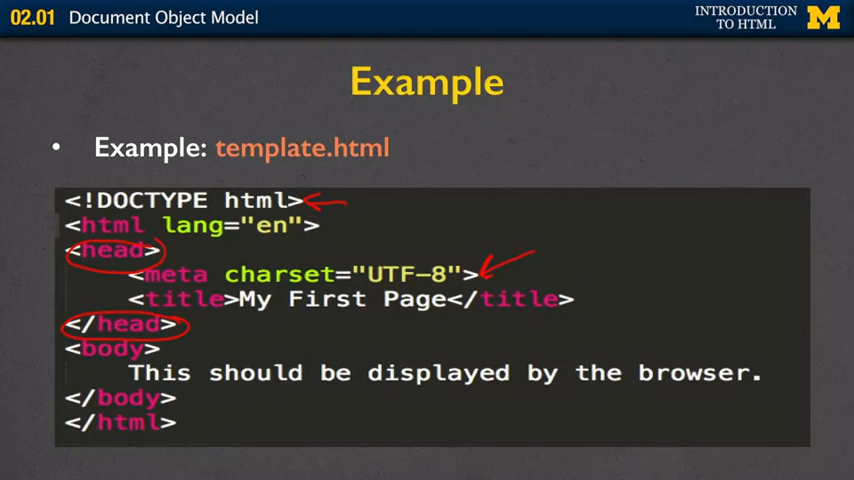 02.01 Document Object Model
INTRODUCTION
TO HTML
M
Example
• Example: template.html
<!DOCTYPE html>
<html lang="en">
<head>
<meta charset="UTF-8">
<title>My First Page</title>
</head>
<body>
This should be displayed by the browser.
</body>
</html>